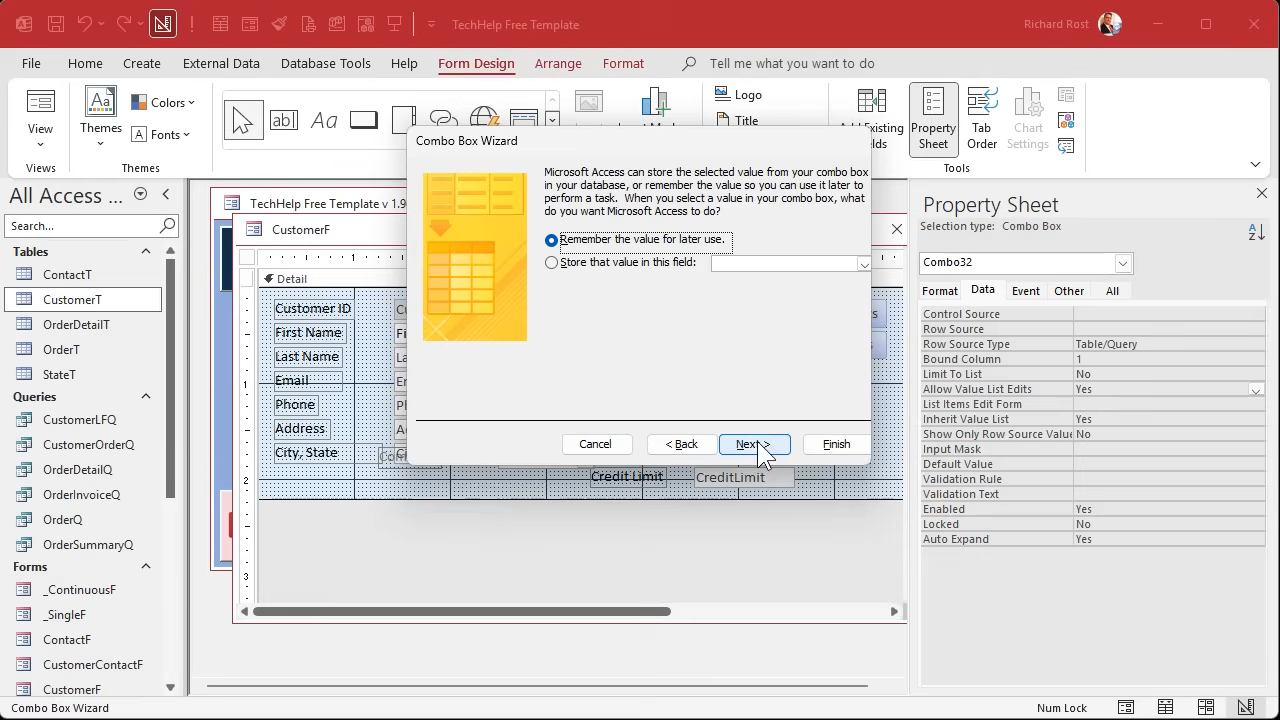 TechHelp Free Template
Richard Rost
File
Home
Create
External Data
Database Tools
Help
Form Design
Arrange
Format
Tell me what you want to do
View
Views
Themes
Colors
Fonts
Themes
ab
Aa
Logo
Title
Property
Sheet
Tab
Order
Chart
Settings
Tools
All Access
Search...
Tables
ContactT
CustomerT
OrderDetailT
OrderT
StateT
Queries
CustomerLFQ
CustomerOrderQ
OrderDetailQ
OrderInvoiceQ
OrderQ
OrderSummaryQ
Forms
_ContinuousF
_SingleF
ContactF
CustomerContactF
CustomerF
TechHelp Free Template v 1.9
CustomerF
1
Detail
1
2
3
Customer ID
First Name
Last Name
Email
Phone
Address
City, State
Credit Limit
CreditLimit
Combo Box Wizard
Microsoft Access can store the selected value from your combo box
in your database, or remember the value so you can use it later to
perform a task. When you select a value in your combo box, what
do you want Microsoft Access to do?
Remember the value for later use.
Store that value in this field:
Cancel
< Back
Next >
Finish
Property Sheet
Selection type: Combo Box
Combo32
Format
Data
Event
Other
All
Control Source
Row Source
Row Source Type Table/Query
Bound Column 1
Limit To List No
Allow Value List Edits Yes
List Items Edit Form
Inherit Value List Yes
Show Only Row Source Value No
Input Mask
Default Value
Validation Rule
Validation Text
Enabled Yes
Locked No
Auto Expand Yes
Combo Box Wizard
Num Lock